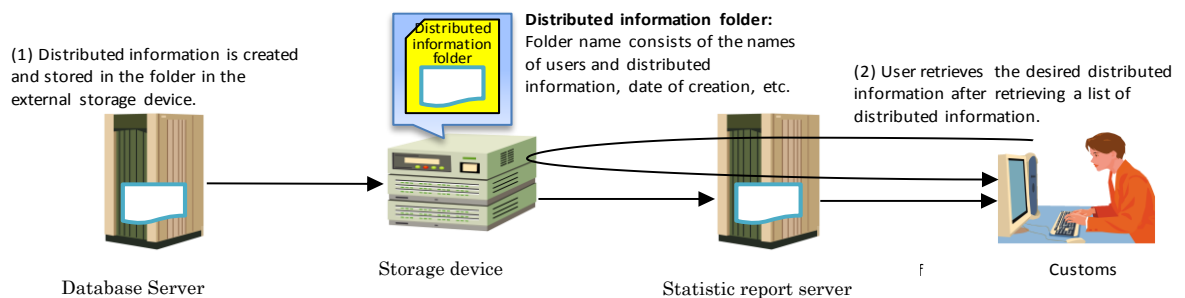 (1) Distributed information is created
and stored in the folder in the
external storage device.
Distributed
information
folder
Distributed information folder:
Folder name consists of the names
of users and distributed
information, date of creation, etc.
(2) User retrieves the desired distributed
information after retrieving a list of
distributed information.
Database Server
Storage device
Statistic report server
f
Customs